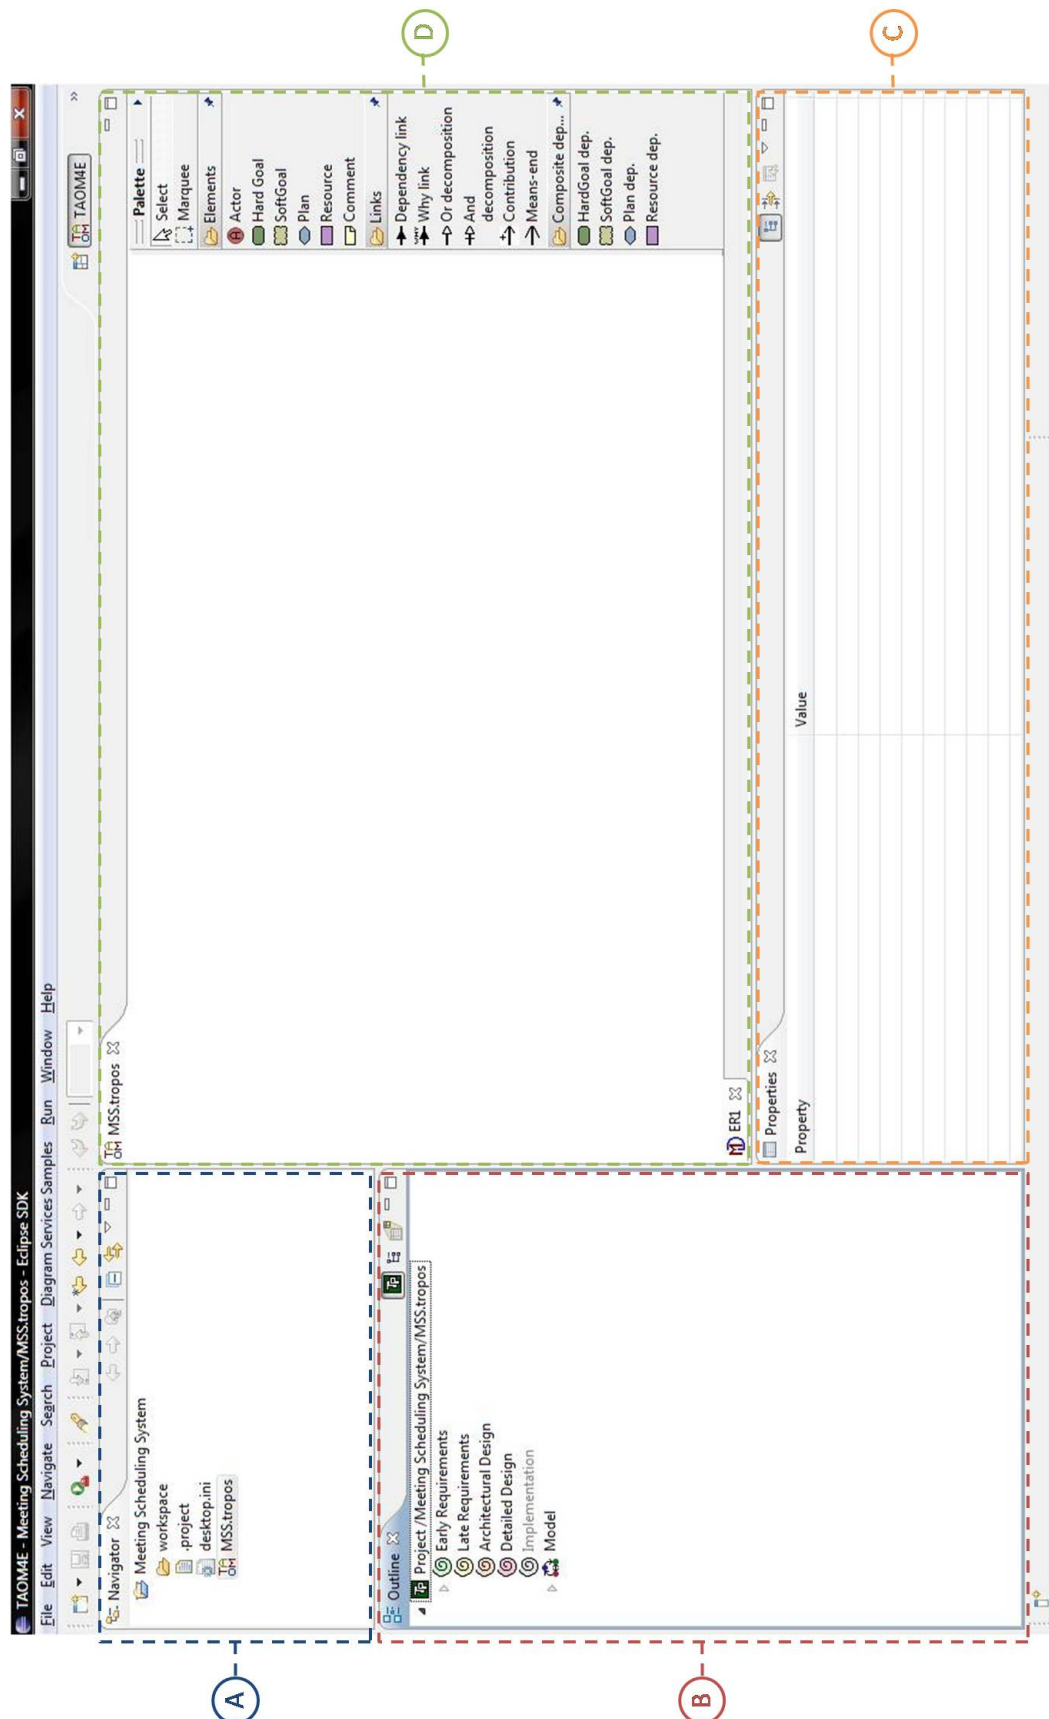 TAOM4E - Meeting Scheduling System/MSS.tropos - Eclipse SDK
File Edit View Navigate Search Project Diagram Services Samples Run Window Help
TAOM4E
A
Navigator
Meeting Scheduling System
workspace
.project
desktop.ini
MSS.tropos
B
Outline
Project /Meeting Scheduling System/MSS.tropos
Early Requirements
Late Requirements
Architectural Design
Detailed Design
Implementation
Model
MSS.tropos
D
Palette
Select
Marquee
Elements
Actor
Hard Goal
SoftGoal
Plan
Resource
Comment
Links
Dependency link
Why link
Or decomposition
And
decomposition
Contribution
Means-end
Composite dep...
HardGoal dep.
SoftGoal dep.
Plan dep.
Resource dep.
ER1
C
Properties
Property Value